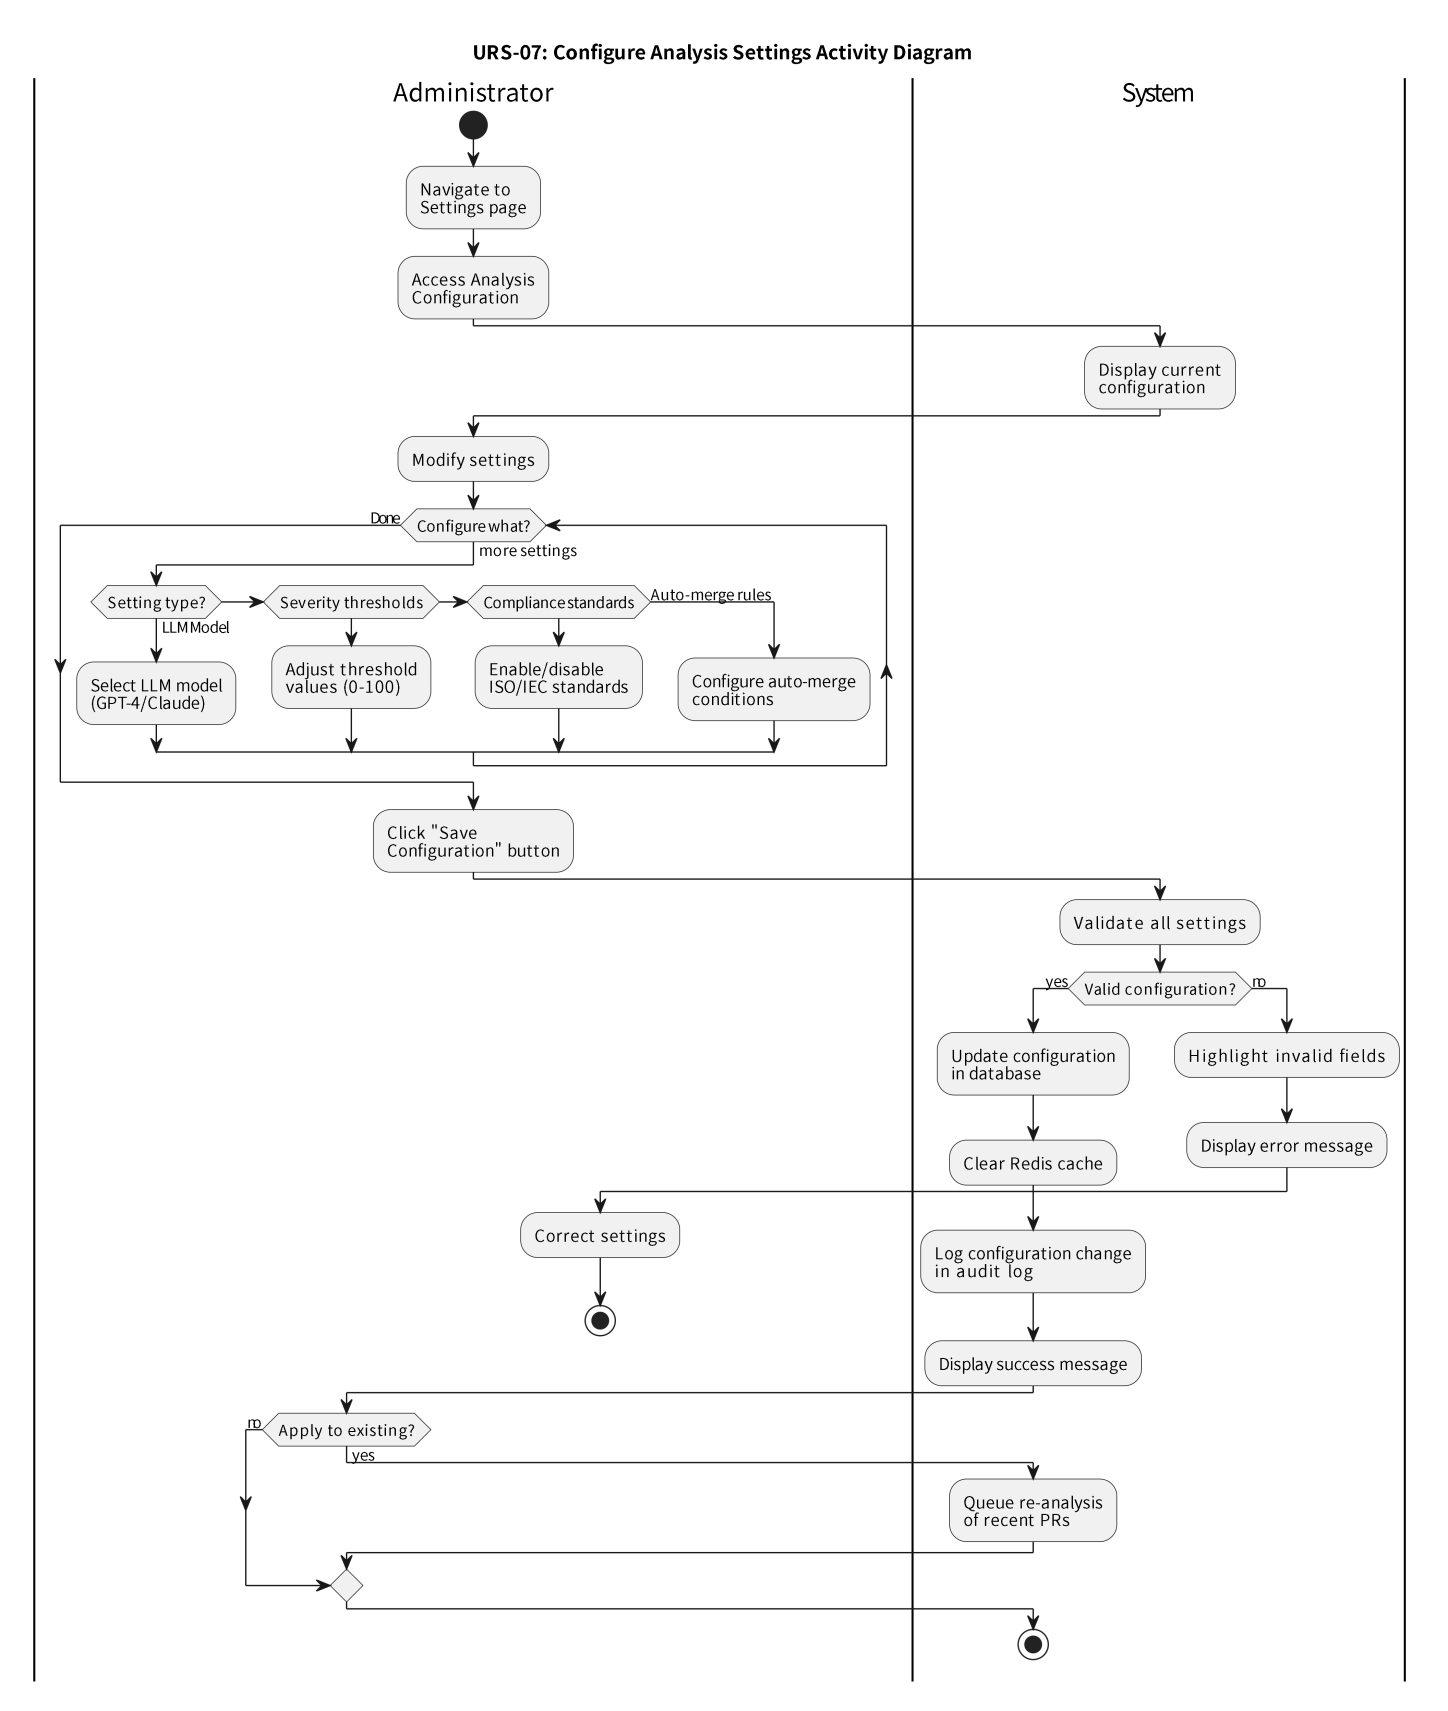 URS-07: Configure Analysis Settings Activity Diagram
Administrator
System
Navigate to
Settings page
Access Analysis
Configuration
Display current
configuration
Modify settings
Done
Configure what?
more settings
Setting type?
LLM Model
Severity thresholds
Compliance standards
Auto-merge rules
Select LLM model
(GPT-4/Claude)
Adjust threshold
values (0-100)
Enable/disable
ISO/IEC standards
Configure auto-merge
conditions
Click "Save
Configuration" button
Validate all settings
yes
Valid configuration?
no
Update configuration
in database
Highlight invalid fields
Clear Redis cache
Display error message
Correct settings
Log configuration change
in audit log
Display success message
no
Apply to existing?
yes
Queue re-analysis
of recent PRs